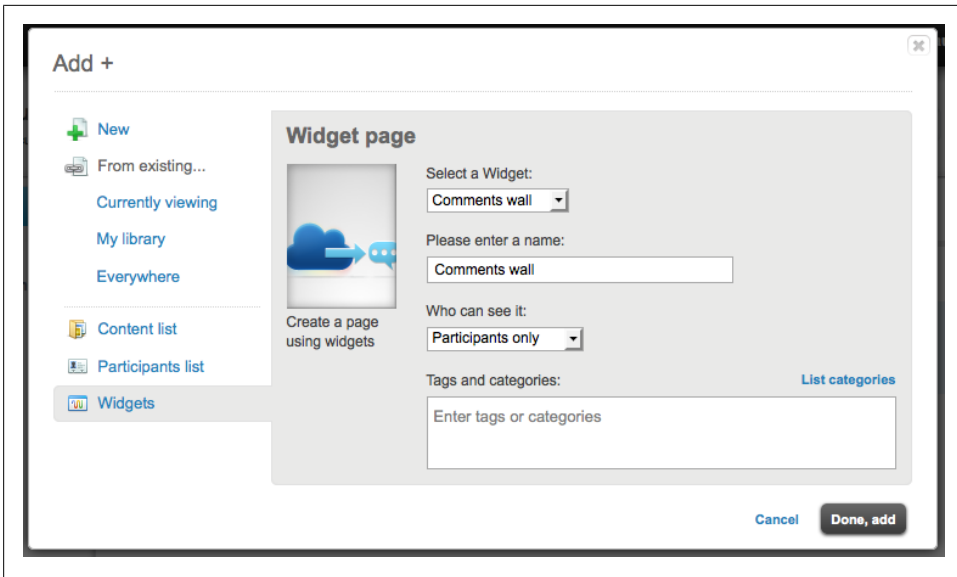 Add +
New
From existing...
Currently viewing
My library
Everywhere
Content list
Participants list
Widgets
Widget page
Create a page
using widgets
Select a Widget:
Comments wall
Please enter a name:
Comments wall
Who can see it:
Participants only
Tags and categories:
List categories
Enter tags or categories
Cancel
Done, add